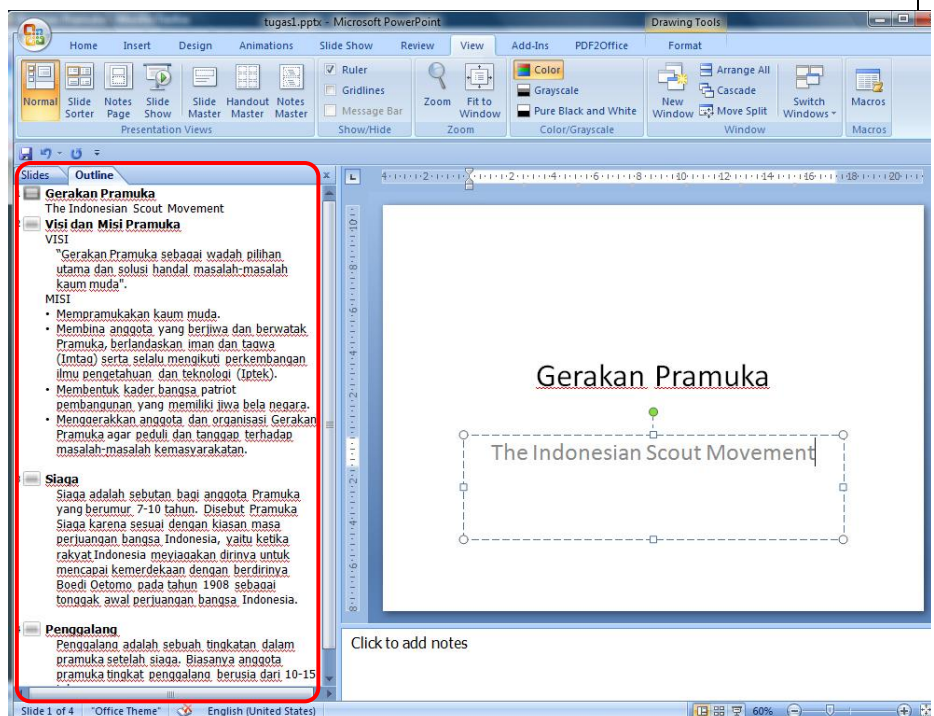 tugas1.pptx - Microsoft PowerPoint
Drawing Tools
Home Insert Design Animations Slide Show Review View Add-Ins PDF2Office Format
Normal
Slide Sorter
Notes Page
Slide Show
Slide Master
Handout Master
Notes Master
Presentation Views
Ruler
Gridlines
Message Bar
Show/Hide
Zoom
Fit to Window
Zoom
Color
Grayscale
Pure Black and White
Color/Grayscale
New Window
Arrange All
Cascade
Move Split
Switch Windows
Window
Macros
Macros
Slides Outline
Gerakan Pramuka
The Indonesian Scout Movement
Visi dan Misi Pramuka
VISI
"Gerakan Pramuka sebagai wadah pilihan
utama dan solusi handal masalah-masalah
kaum muda".
MISI
• Mempramukakan kaum muda.
• Membina anggota yang berjiwa dan berwatak
Pramuka, berlandaskan iman dan taqwa
(Imtaq) serta selalu mengikuti perkembangan
ilmu pengetahuan dan teknologi (Iptek).
• Membentuk kader bangsa patriot
pembangunan yang memiliki jiwa bela negara.
• Menggerakkan anggota dan organisasi Gerakan
Pramuka agar peduli dan tanggap terhadap
masalah-masalah kemasyarakatan.
Siaga
Siaga adalah sebutan bagi anggota Pramuka
yang berumur 7-10 tahun. Disebut Pramuka
Siaga karena sesuai dengan kiasan masa
perjuangan bangsa Indonesia, yaitu ketika
rakyat Indonesia meyiagakan dirinya untuk
mencapai kemerdekaan dengan berdirinya
Boedi Oetomo pada tahun 1908 sebagai
tonggak awal perjuangan bangsa Indonesia.
Penggalang
Penggalang adalah sebuah tingkatan dalam
pramuka setelah siaga. Biasanya anggota
pramuka tingkat penggalang berusia dari 10-15
Gerakan Pramuka
The Indonesian Scout Movement
Click to add notes
Slide 1 of 4 "Office Theme" English (United States) 60%